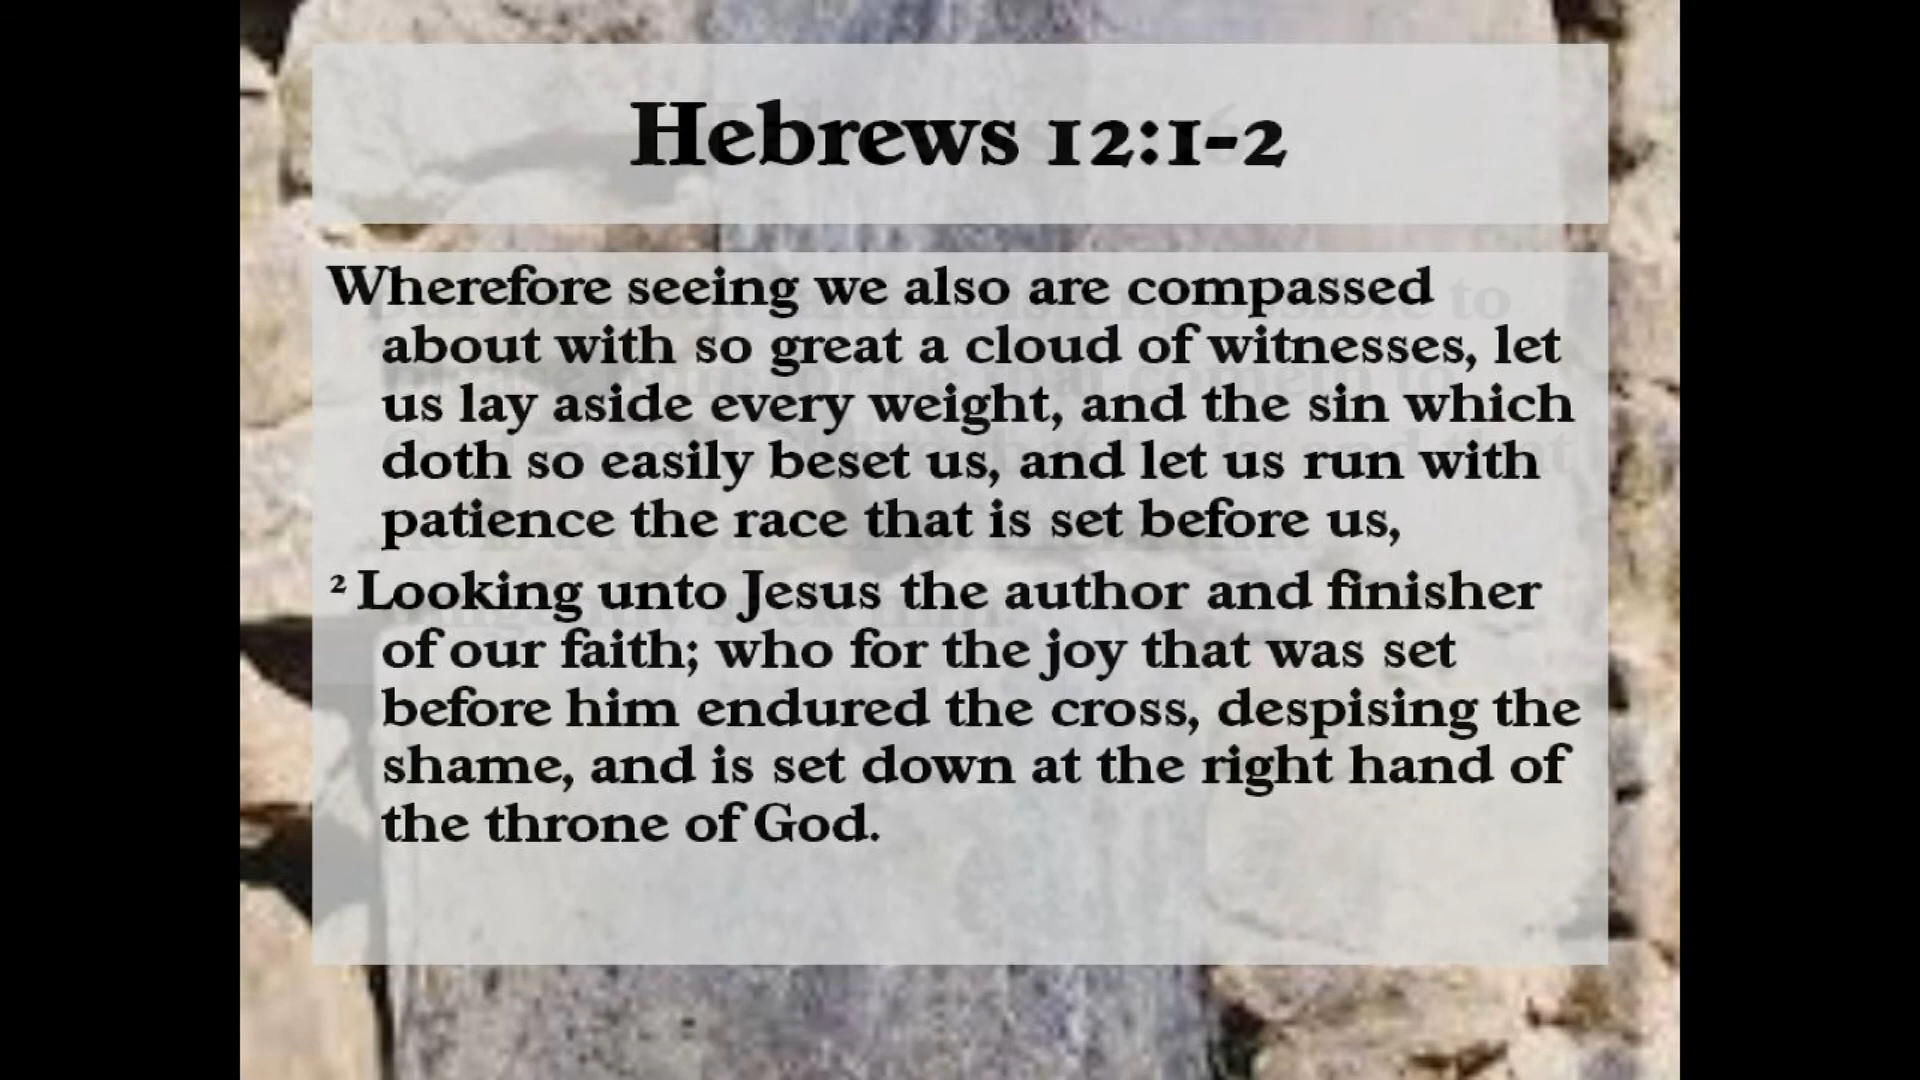 Hebrews 12:1-2
Wherefore seeing we also are compassed
about with so great a cloud of witnesses, let
us lay aside every weight, and the sin which
doth so easily beset us, and let us run with
patience the race that is set before us,
² Looking unto Jesus the author and finisher
of our faith; who for the joy that was set
before him endured the cross, despising the
shame, and is set down at the right hand of
the throne of God.